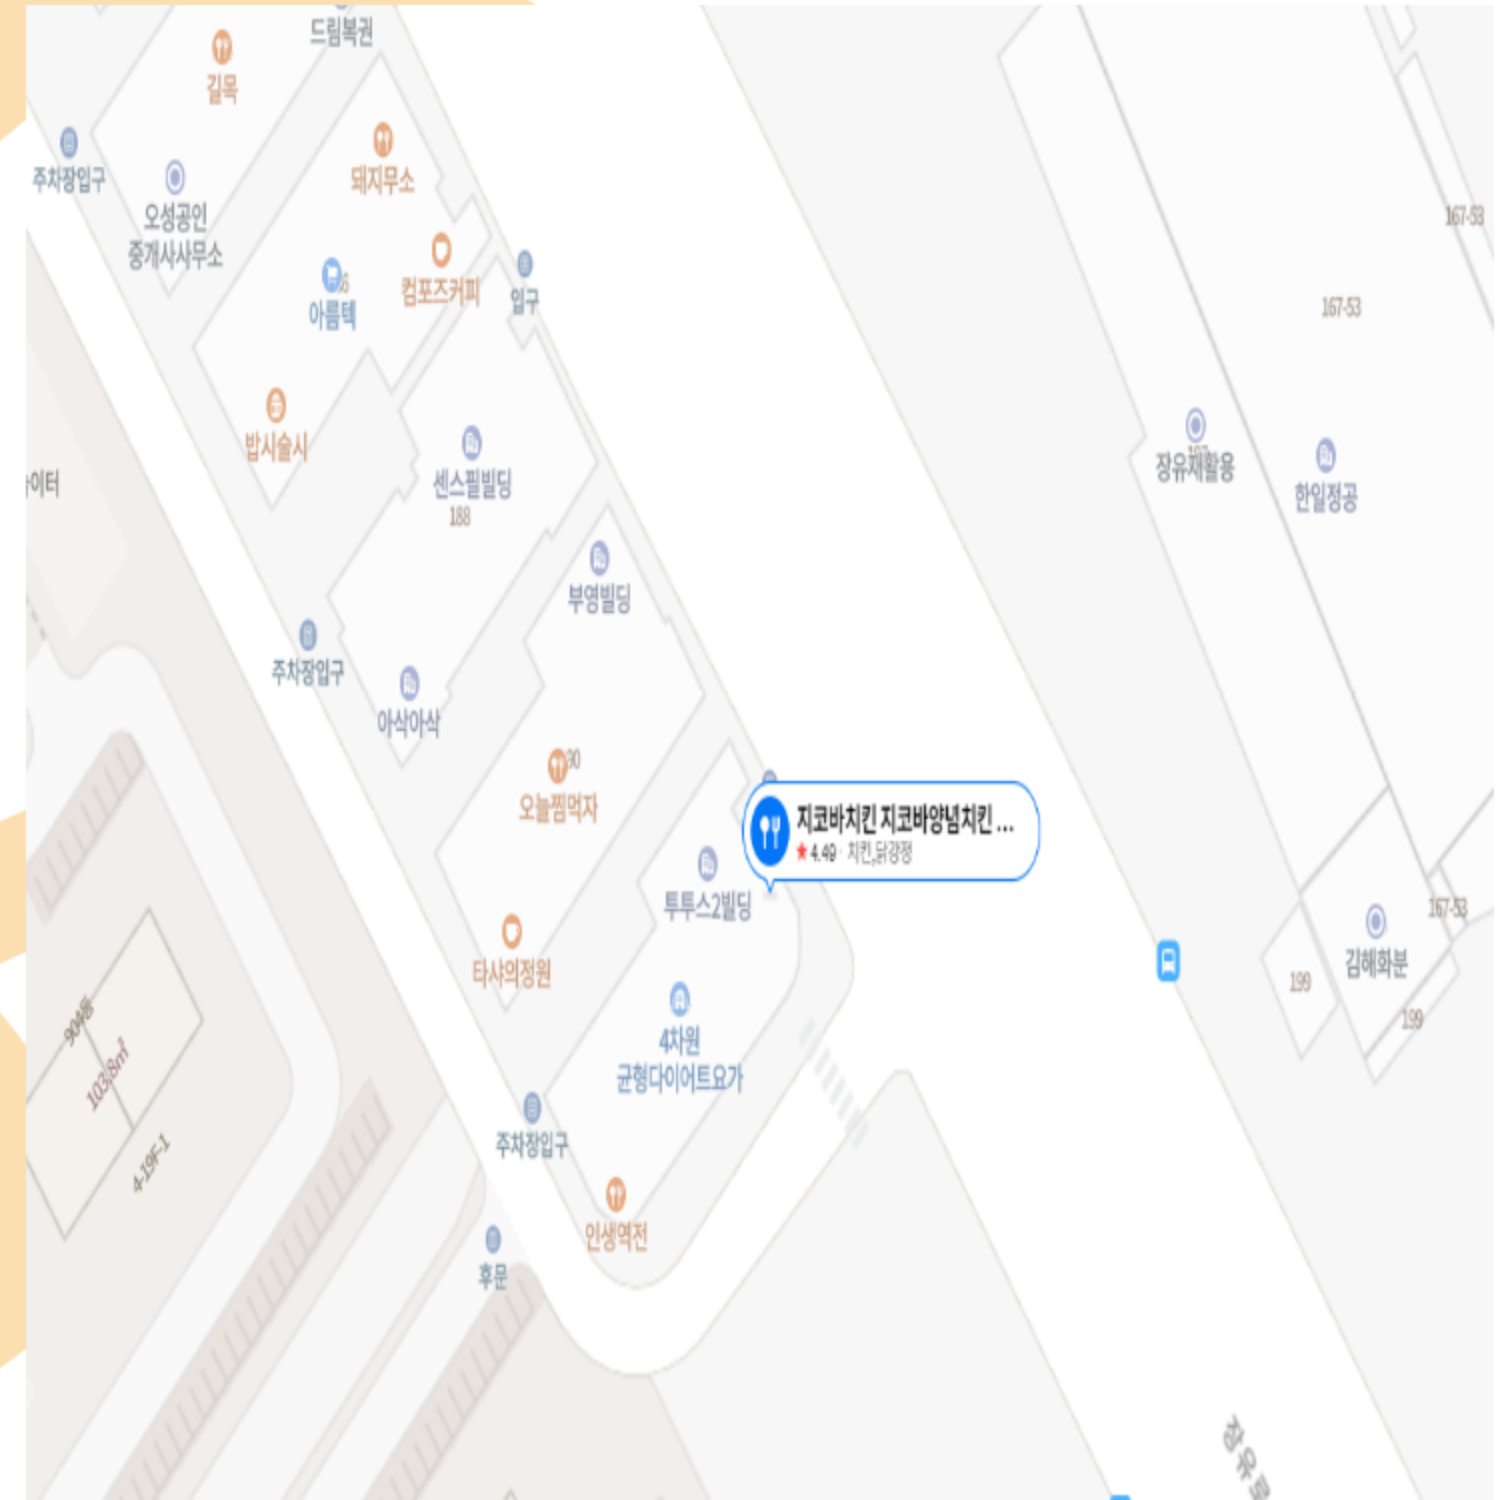 드림복권
길목
주차장입구
돼지무소
오성공인
중개사사무소
167-53
컴포즈커피
입구
아름텍
167-53
밥시술시
장유재활용
센스필빌딩
한일정공
188
부영빌딩
주차장입구
아삭아삭
오늘찜먹자
지코바치킨 지코바양념치킨 ...
4.49 · 치킨,닭강정
투투스2빌딩
167-53
타샤의정원
김해화분
199
199
904동
103.8㎡
4차원
균형다이어트요가
주차장입구
4-19F-1
인생역전
후문
장유로